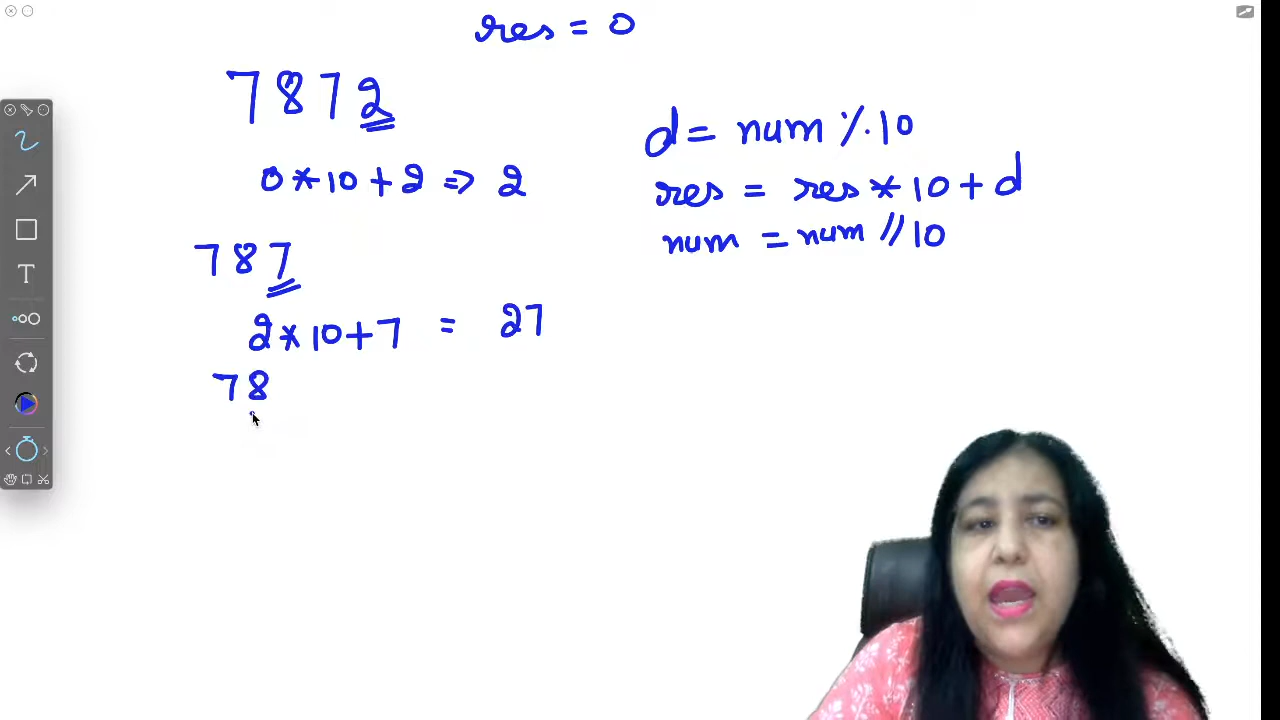 res = 0
7872
0*10+2 => 2
787
2*10+7 = 27
78
d = num % 10
res = res * 10 + d
num = num // 10
T